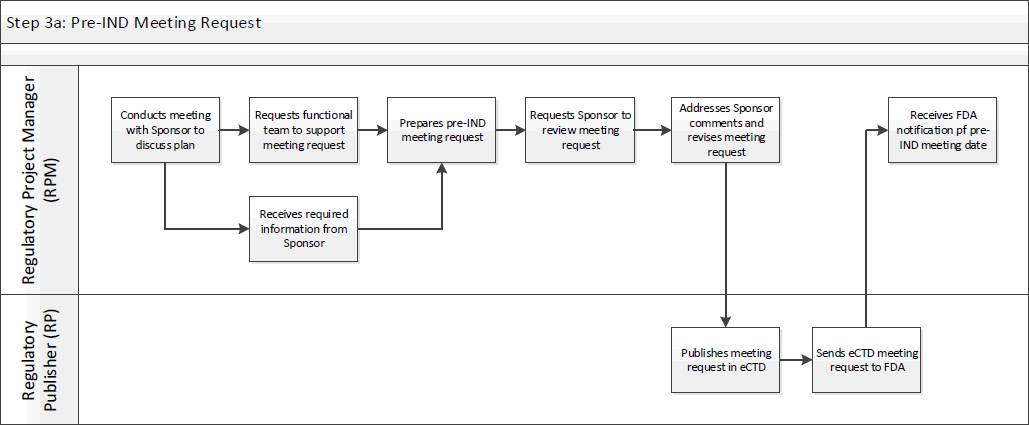 Step 3a: Pre-IND Meeting Request
Regulatory Project Manager
(RPM)
Conducts meeting
with Sponsor to
discuss plan
Requests functional
team to support
meeting request
Prepares pre-IND
meeting request
Requests Sponsor to
review meeting
request
Addresses Sponsor
comments and
revises meeting
request
Receives FDA
notification pf pre-
IND meeting date
Receives required
information from
Sponsor
Regulatory
Publisher (RP)
Publishes meeting
request in eCTD
Sends eCTD meeting
request to FDA